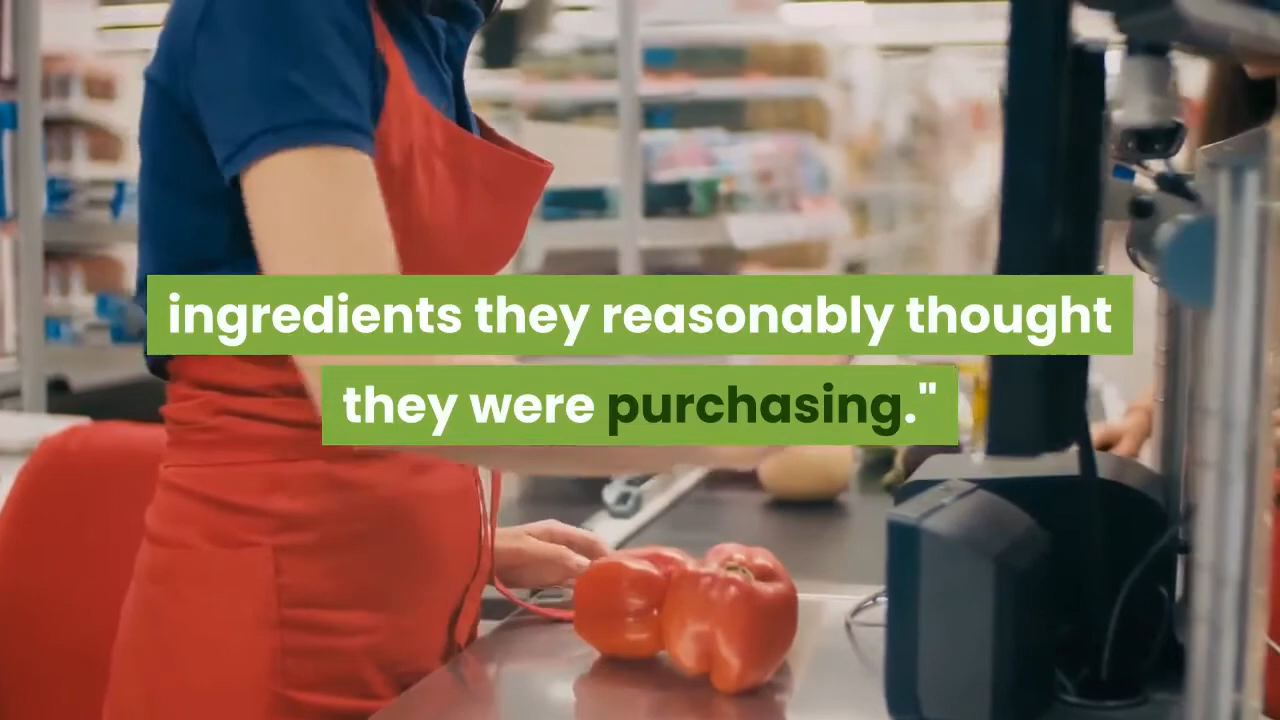 ingredients they reasonably thought
they were purchasing."